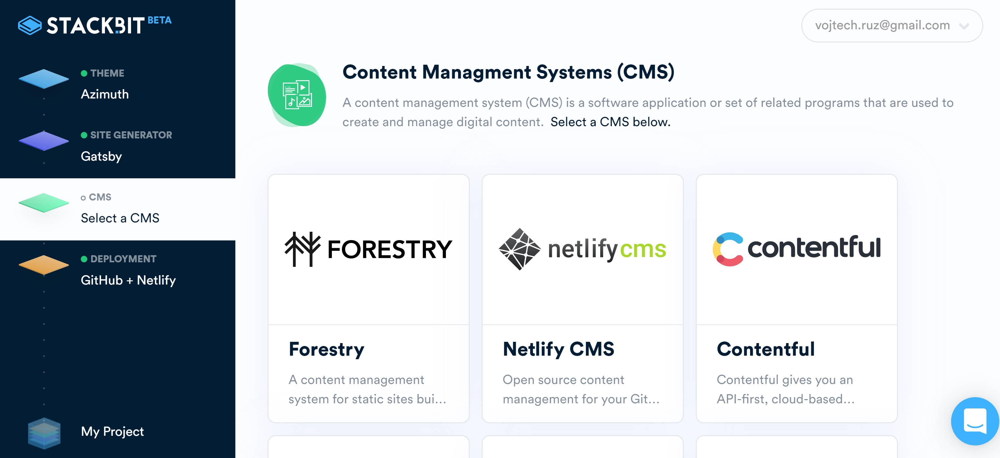 STACKBIT BETA
vojtech.ruz@gmail.com
THEME
Azimuth
SITE GENERATOR
Gatsby
CMS
Select a CMS
DEPLOYMENT
GitHub + Netlify
My Project
Content Managment Systems (CMS)
A content management system (CMS) is a software application or set of related programs that are used to
create and manage digital content. Select a CMS below.
FORESTRY
Forestry
A content management
system for static sites bui...
netlifycms
Netlify CMS
Open source content
management for your Git...
contentful
Contentful
Contentful gives you an
API-first, cloud-based...